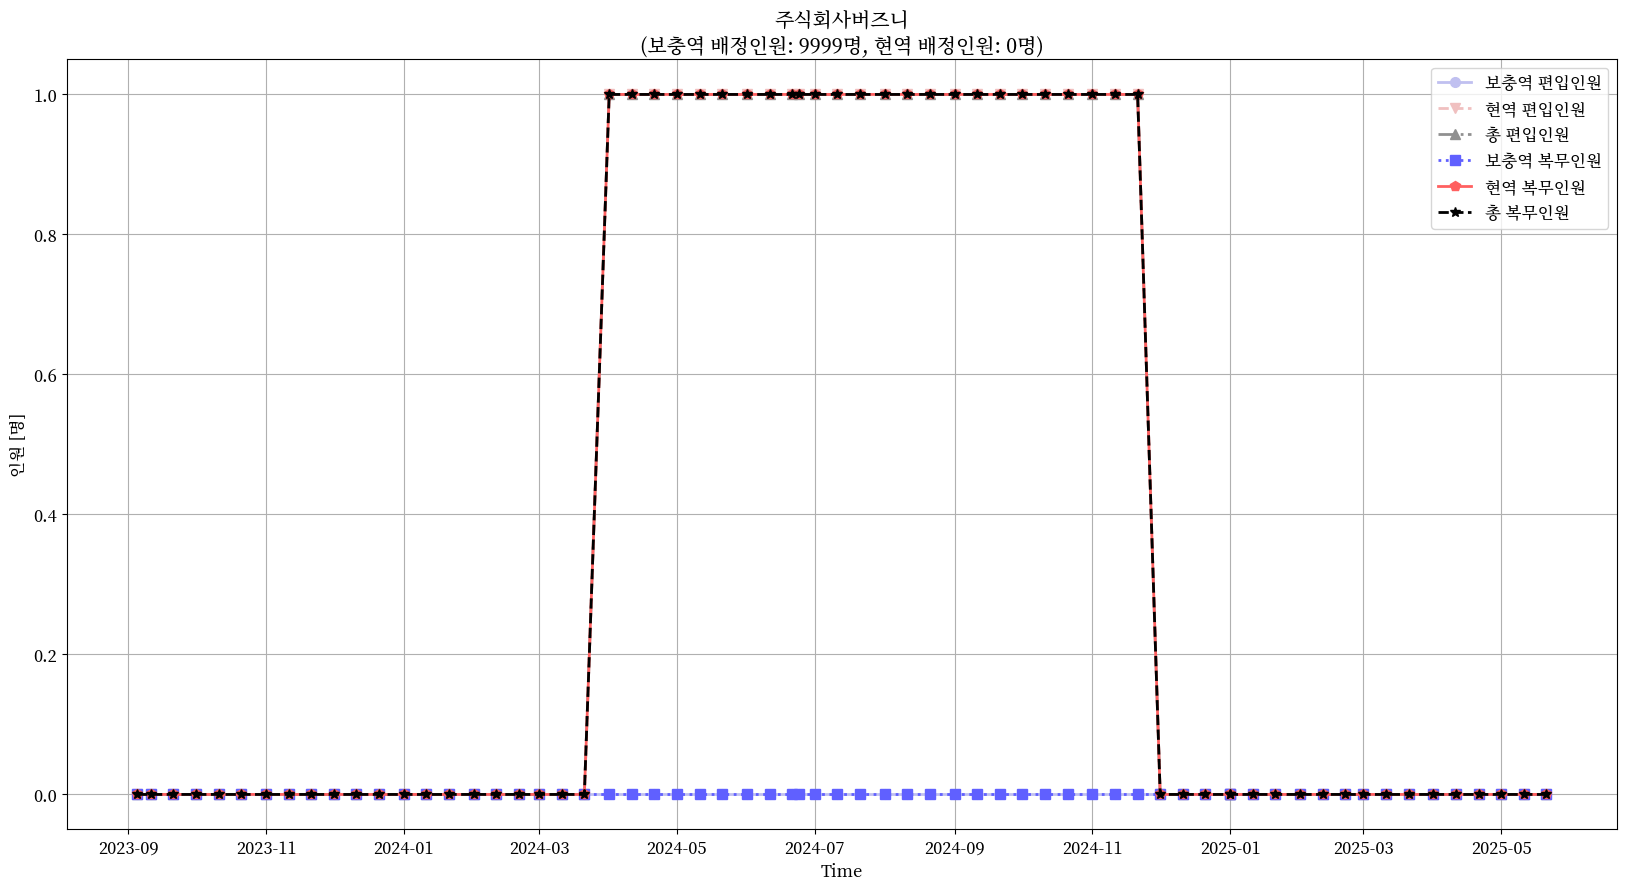 주식회사버즈니
(보충역 배정인원: 9999명, 현역 배정인원: 0명)
보충역 편입인원
현역 편입인원
총 편입인원
보충역 복무인원
현역 복무인원
총 복무인원
인원 [명]
1.0
0.8
0.6
0.4
0.2
0.0
2023-09
2023-11
2024-01
2024-03
2024-05
2024-07
2024-09
2024-11
2025-01
2025-03
2025-05
Time